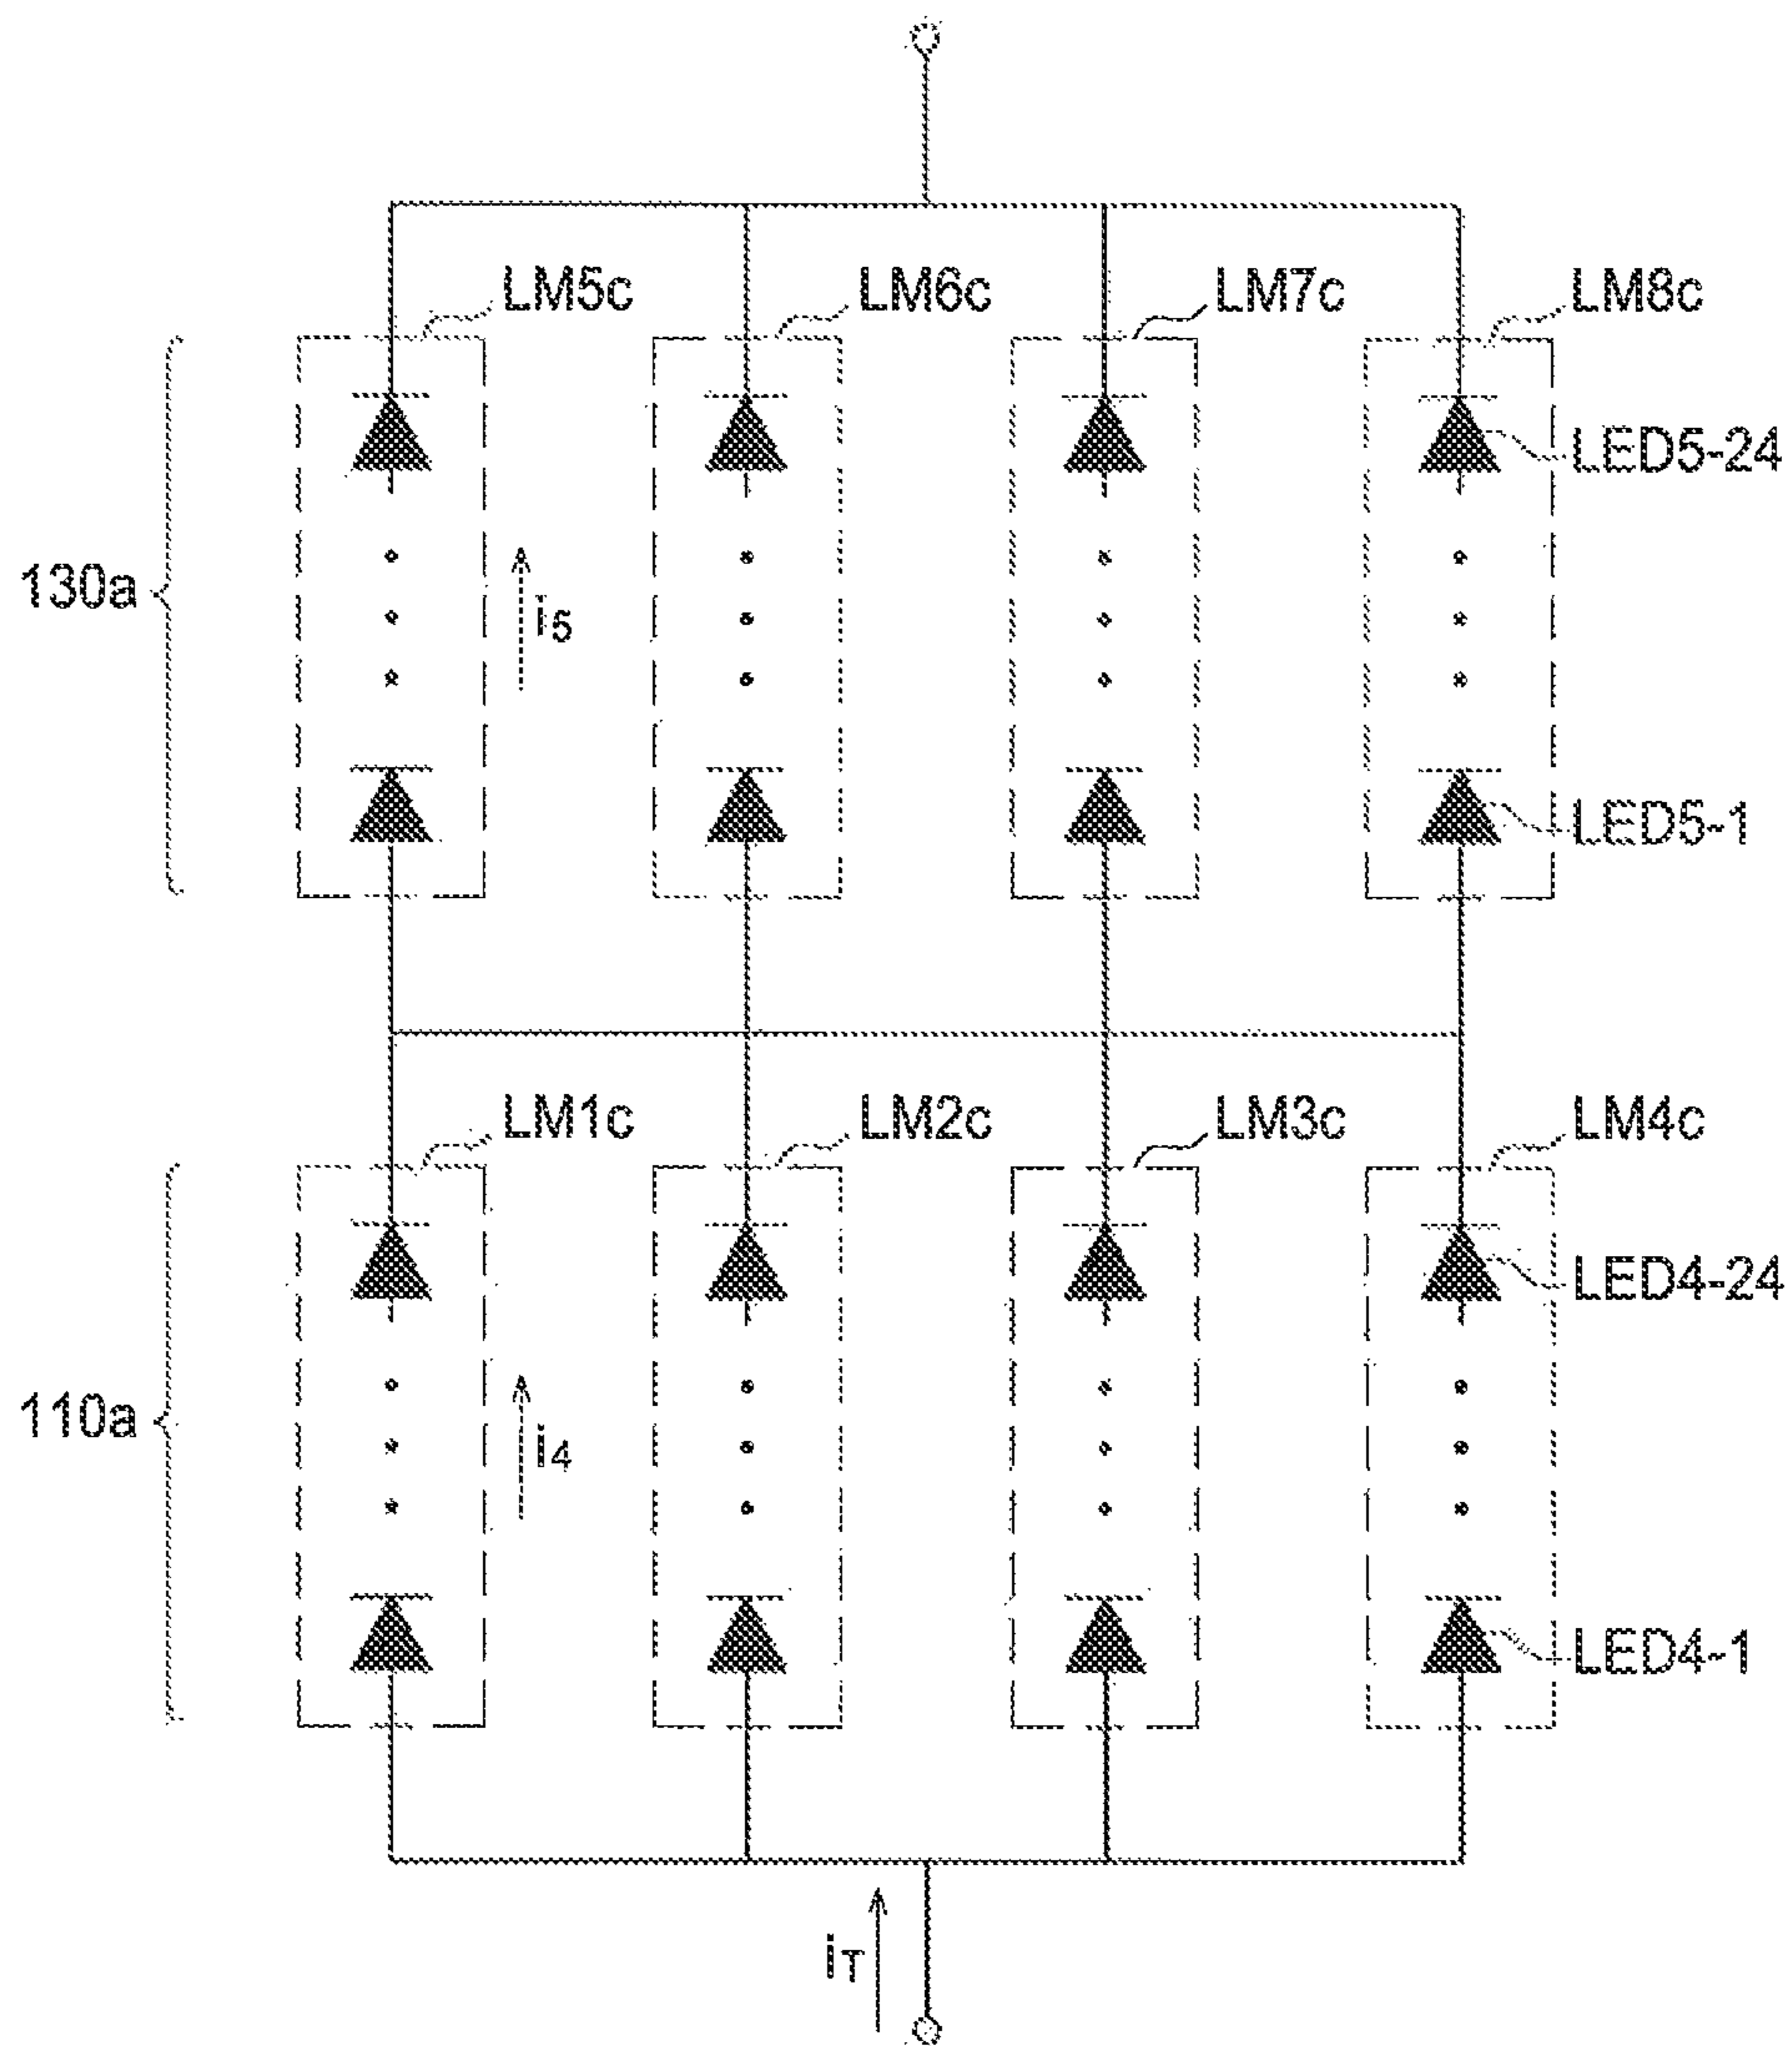 LM5c LM6c LM7c LM8c
LED5-24
130a
i5
LED5-1
LM1c LM2c LM3c LM4c
LED4-24
110a
i4
LED4-1
iT